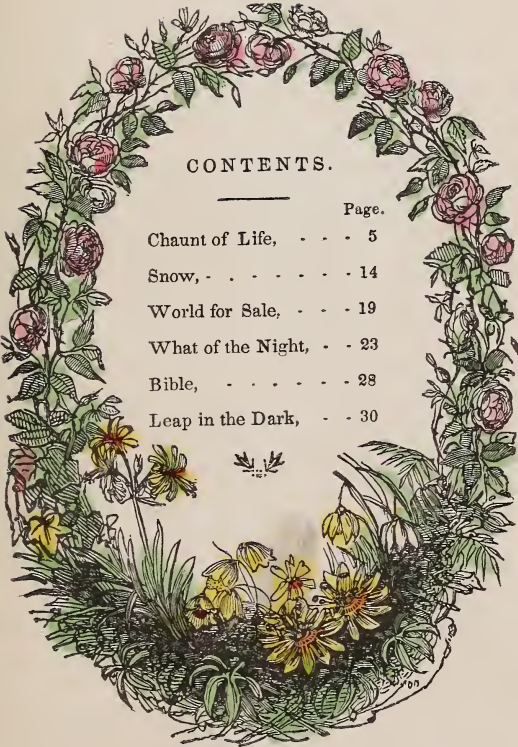 CONTENTS.
Page.
Chaunt of Life, - - - 5
Snow, - - - - - - - 14
World for Sale, - - - 19
What of the Night, - - 23
Bible, - - - - - - 28
Leap in the Dark, - - 30